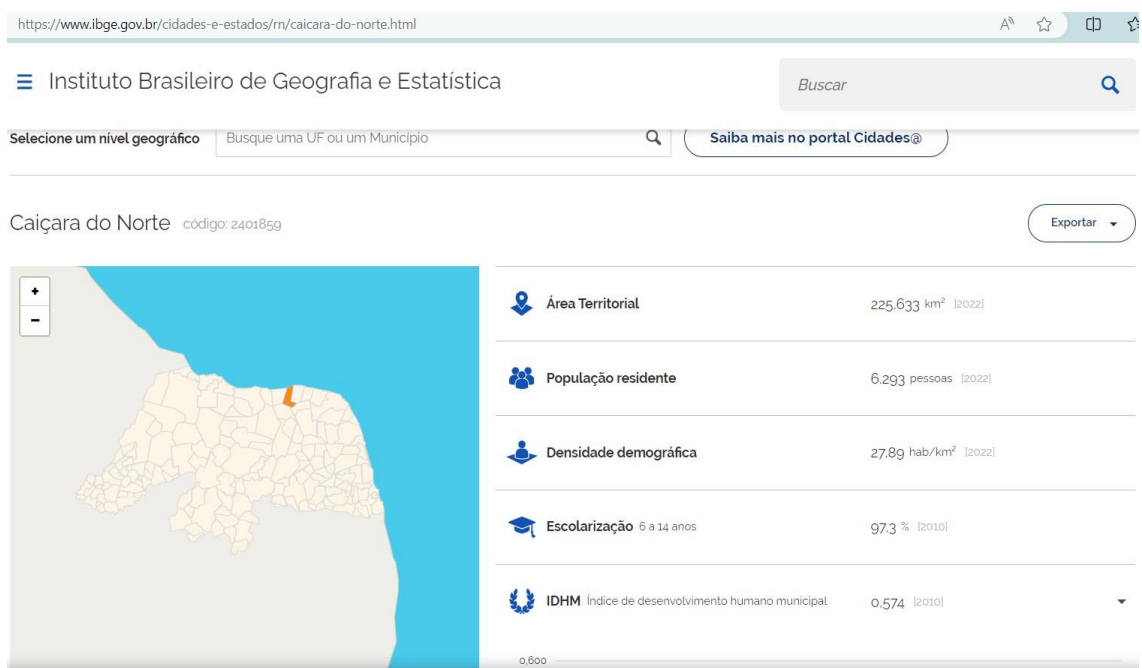 https://www.ibge.gov.br/cidades-e-estados/rn/caicara-do-norte.html
Instituto Brasileiro de Geografia e Estatística
Buscar
Selecione um nível geográfico
Busque uma UF ou um Município
Saiba mais no portal Cidades@
Caiçara do Norte código: 2401859
Exportar
+
-
Área Territorial 225,633 km² [2022]
População residente 6.293 pessoas [2022]
Densidade demográfica 27,89 hab/km² [2022]
Escolarização 6 a 14 anos 97,3 % [2010]
IDHM Índice de desenvolvimento humano municipal 0,574 [2010]
0,600